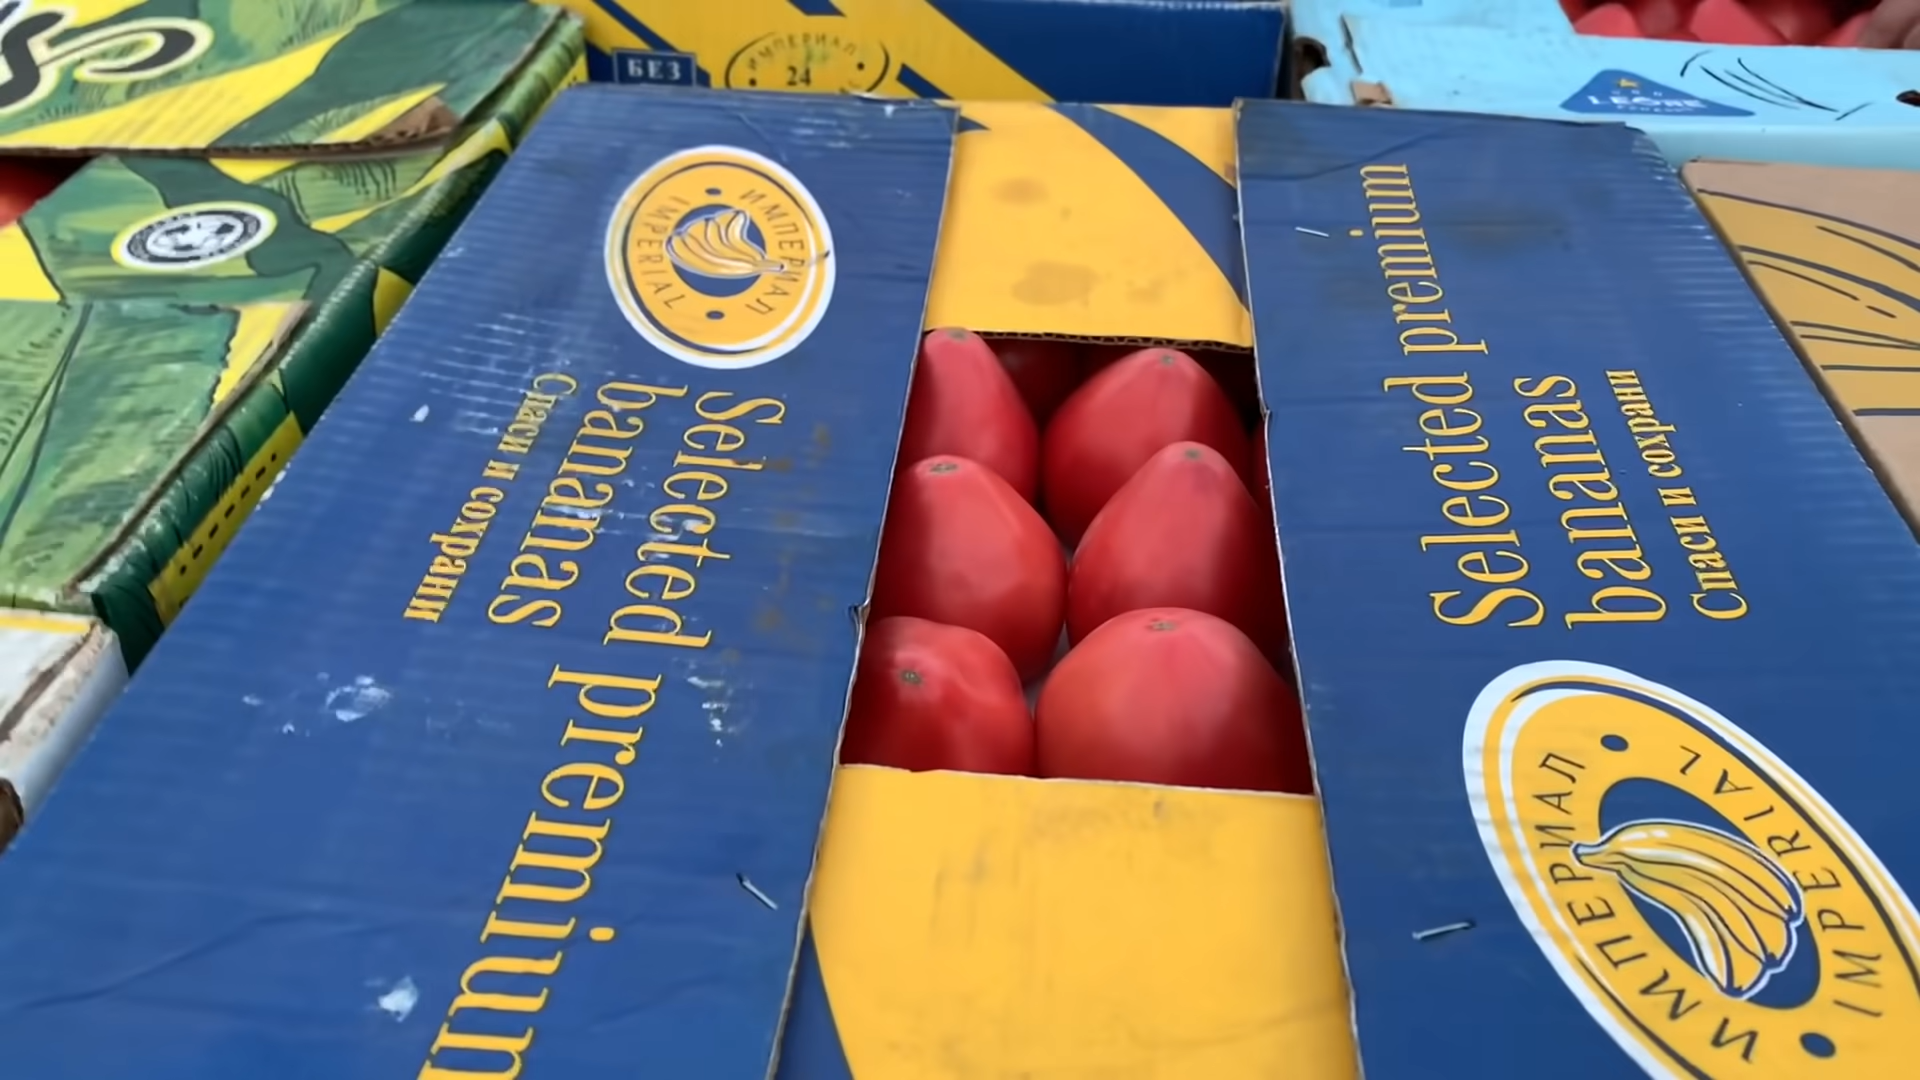 БЕЗ
ИМПЕРИАЛ
24
LEONE
ИМПЕРИАЛ
IMPERIAL
Selected premium
bananas
Спаси и сохрани
Selected premium
bananas
Спаси и сохрани
ИМПЕРИАЛ
IMPERIAL